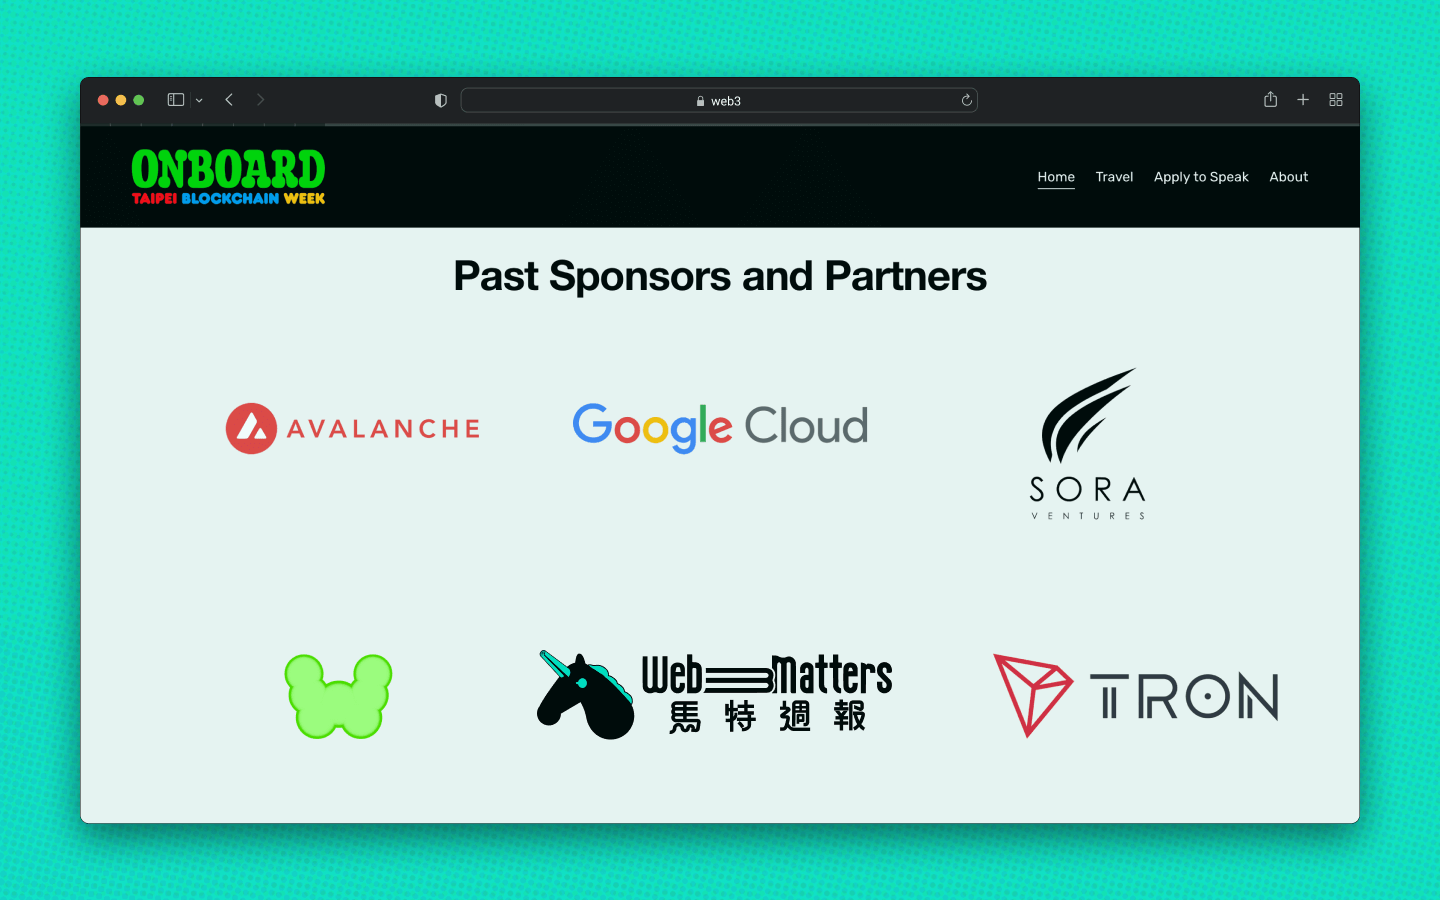 web3
ONBOARD
TAIPEI BLOCKCHAIN WEEK
Home Travel Apply to Speak About
Past Sponsors and Partners
AVALANCHE
Google Cloud
SORA
VENTURES
Web3Matters
馬特週報
TRON